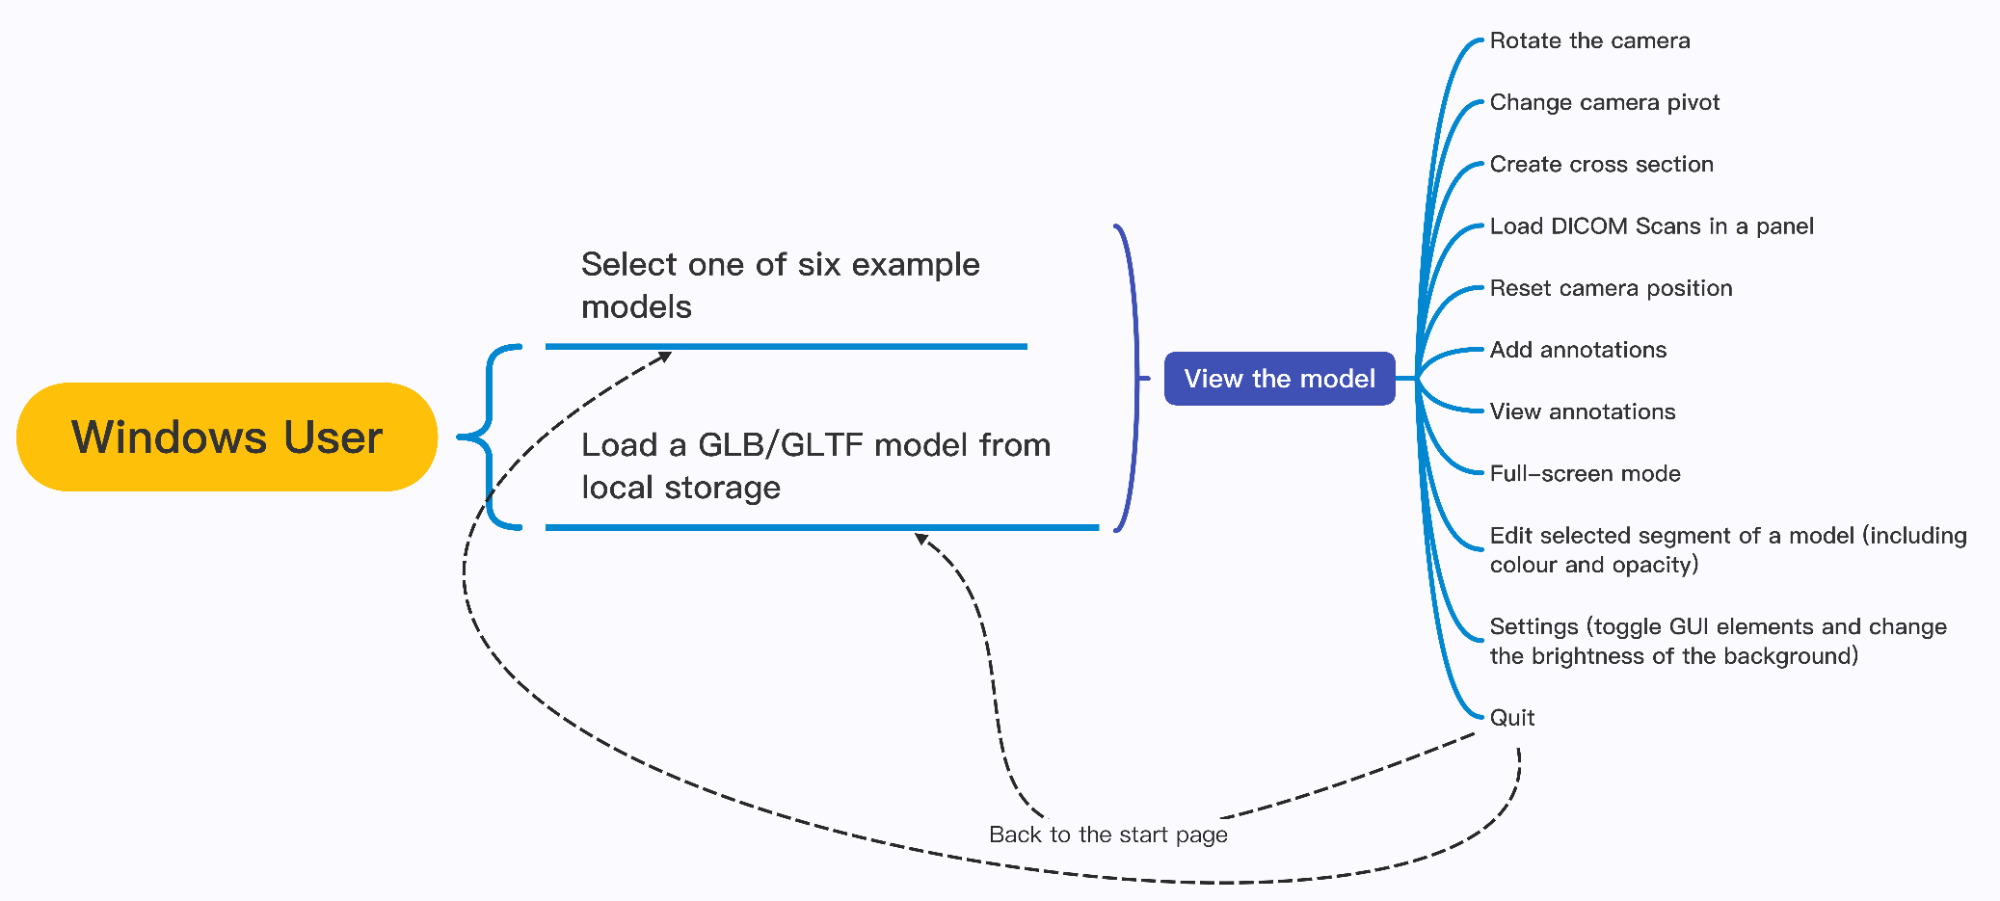 Windows User
Select one of six example
models
Load a GLB/GLTF model from
local storage
View the model
Rotate the camera
Change camera pivot
Create cross section
Load DICOM Scans in a panel
Reset camera position
Add annotations
View annotations
Full-screen mode
Edit selected segment of a model (including
colour and opacity)
Settings (toggle GUI elements and change
the brightness of the background)
Quit
Back to the start page